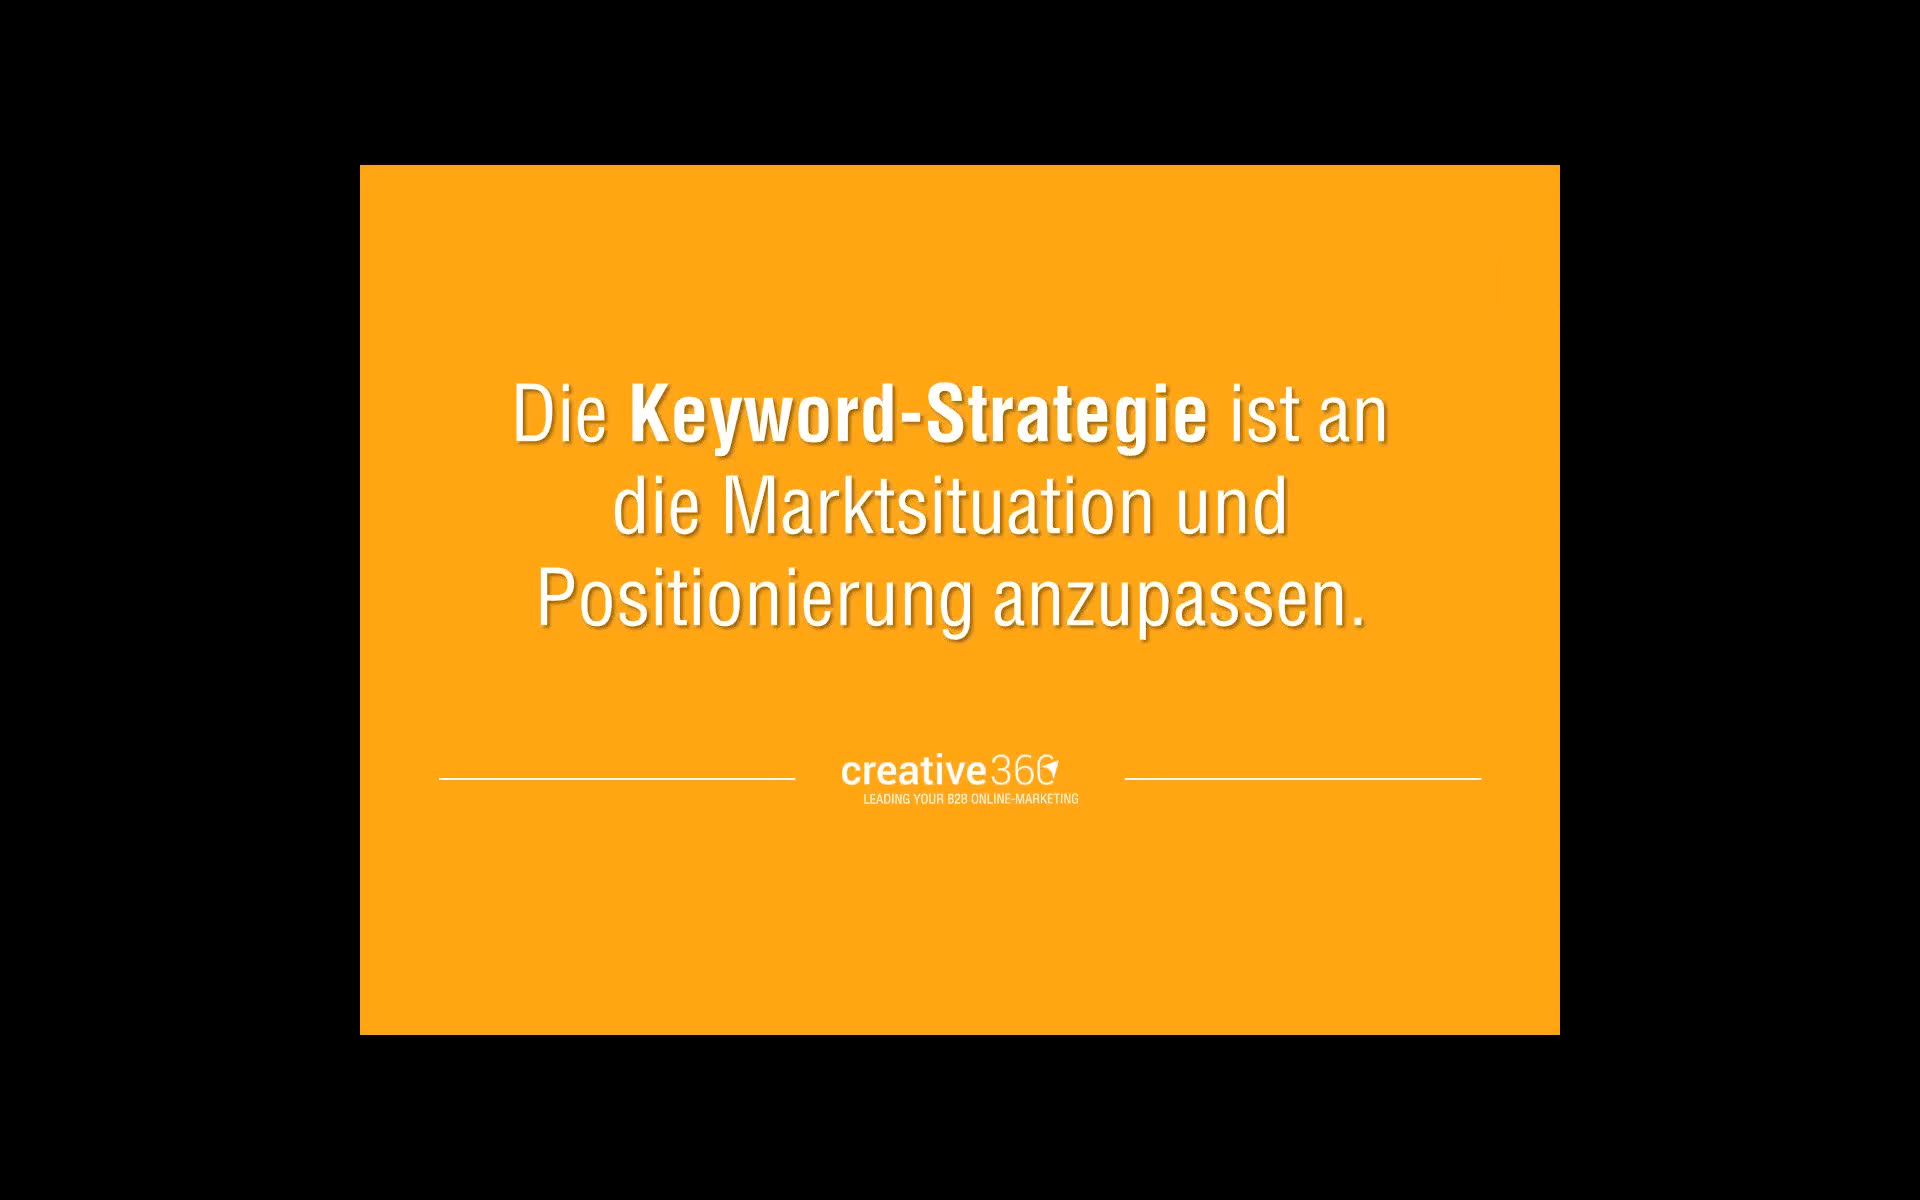 Die Keyword-Strategie ist an
die Marktsituation und
Positionierung anzupassen.
creative360
LEADING YOUR B2B ONLINE-MARKETING